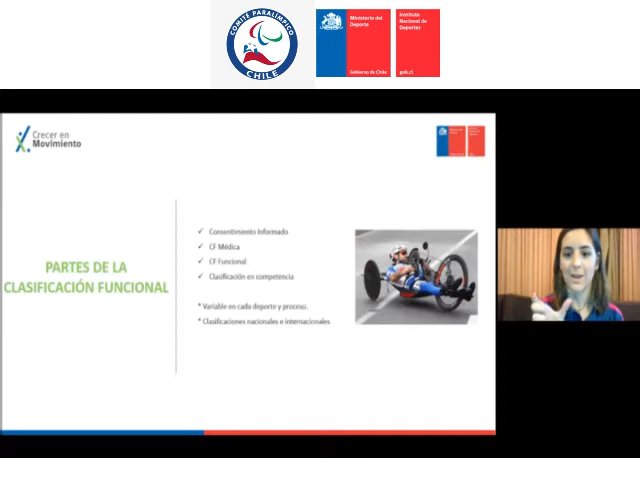 COMITÉ PARALÍMPICO
CHILE
Ministerio del
Deporte
Gobierno de Chile
Instituto
Nacional de
Deportes
gob.cl
Crecer en
Movimiento
PARTES DE LA
CLASIFICACIÓN FUNCIONAL
✓ Consentimiento Informado
✓ CF Médica
✓ CF Funcional
✓ Clasificación en competencia
* Variable en cada deporte y proceso.
* Clasificaciones nacionales e internacionales